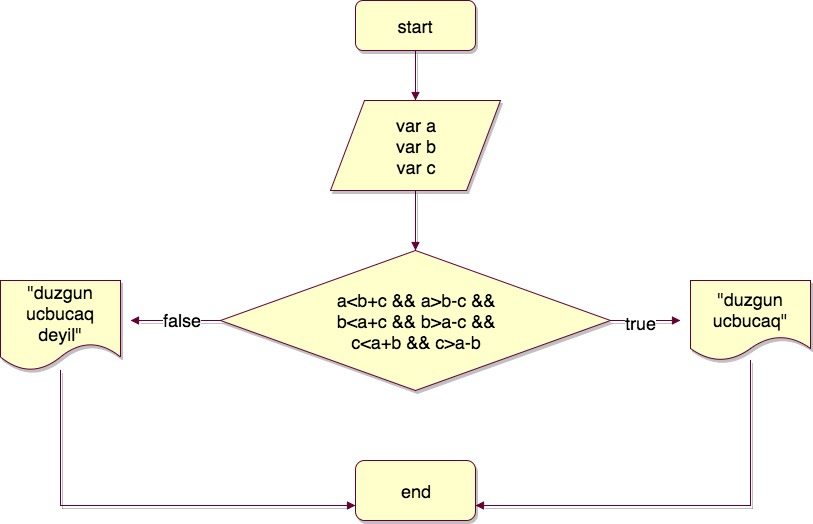 start
var a
var b
var c
a<b+c && a>b-c &&
b<a+c && b>a-c &&
c<a+b && c>a-b
false
true
"duzgun
ucbucaq
deyil"
"duzgun
ucbucaq"
end